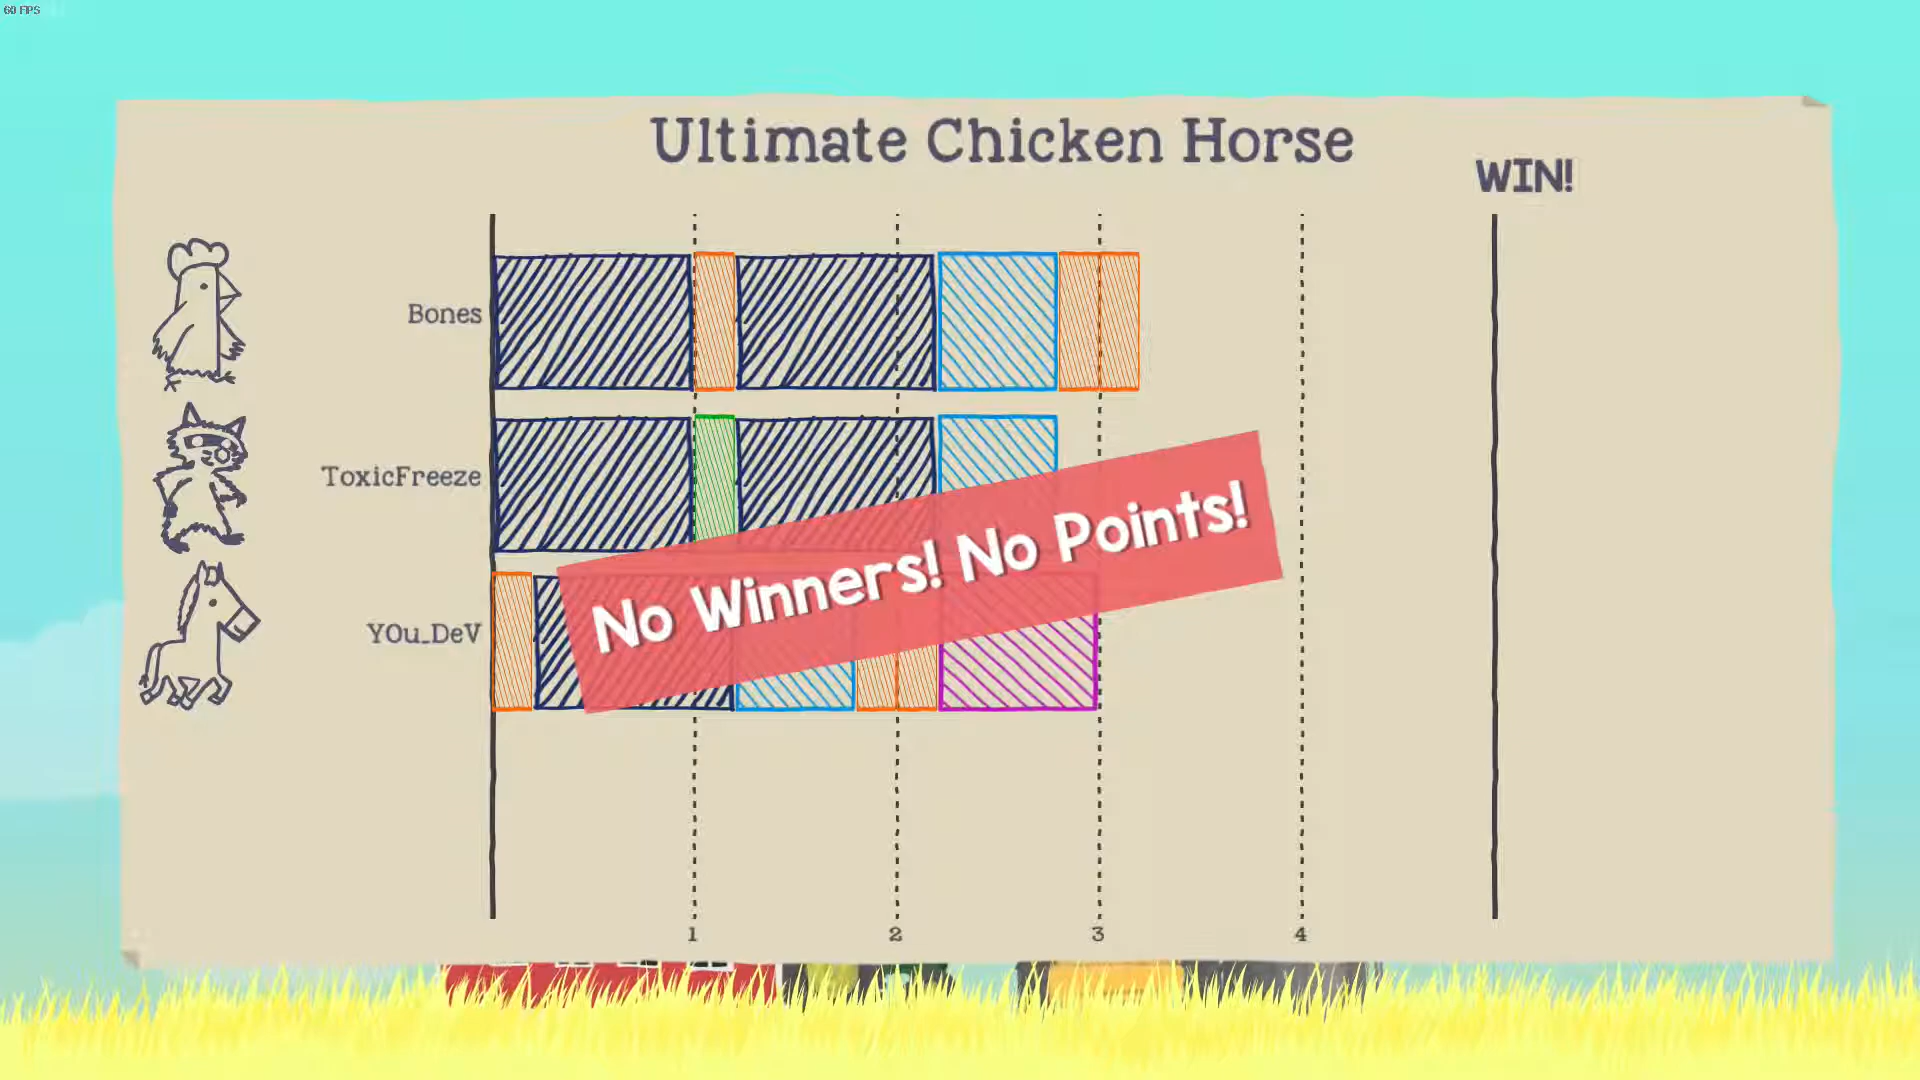 60 FPS
Ultimate Chicken Horse
WIN!
Bones
ToxicFreeze
No Winners! No Points!
YOu_DeV
1 2 3 4